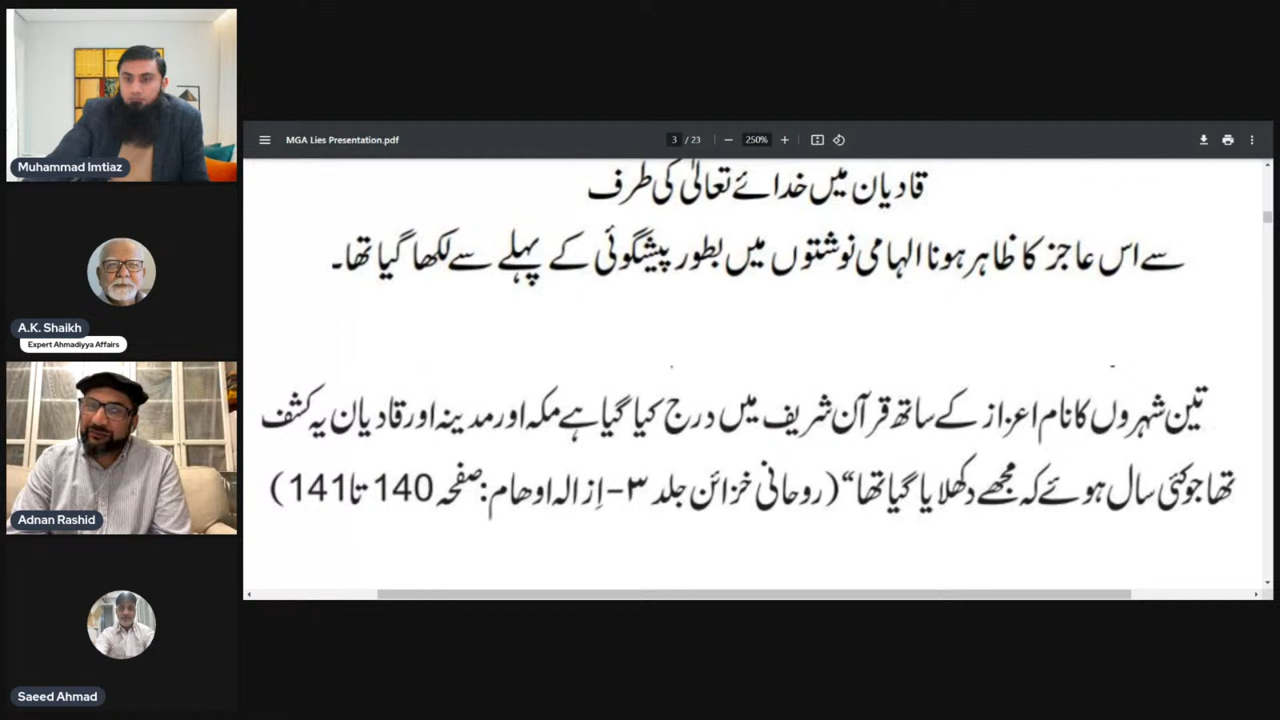 Muhammad Imtiaz
A.K. Shaikh
Expert Ahmadiyya Affairs
Adnan Rashid
Saeed Ahmad
MGA Lies Presentation.pdf
3 / 23
250%
قادیان میں خدائے تعالیٰ کی طرف
سے اس عاجز کا ظاہر ہونا الہامی نوشتوں میں بطور پیشگوئی کے پہلے سے لکھا گیا تھا۔
تین شہروں کا نام اعزاز کے ساتھ قرآن شریف میں درج کیا گیا ہے مکہ اور مدینہ اور قادیان یہ کشف
تھا جو کئی سال ہوئے کہ مجھے دکھلایا گیا تھا“ (روحانی خزائن جلد ۳- اِزالہ اوھام: صفحہ 140 تا 141)